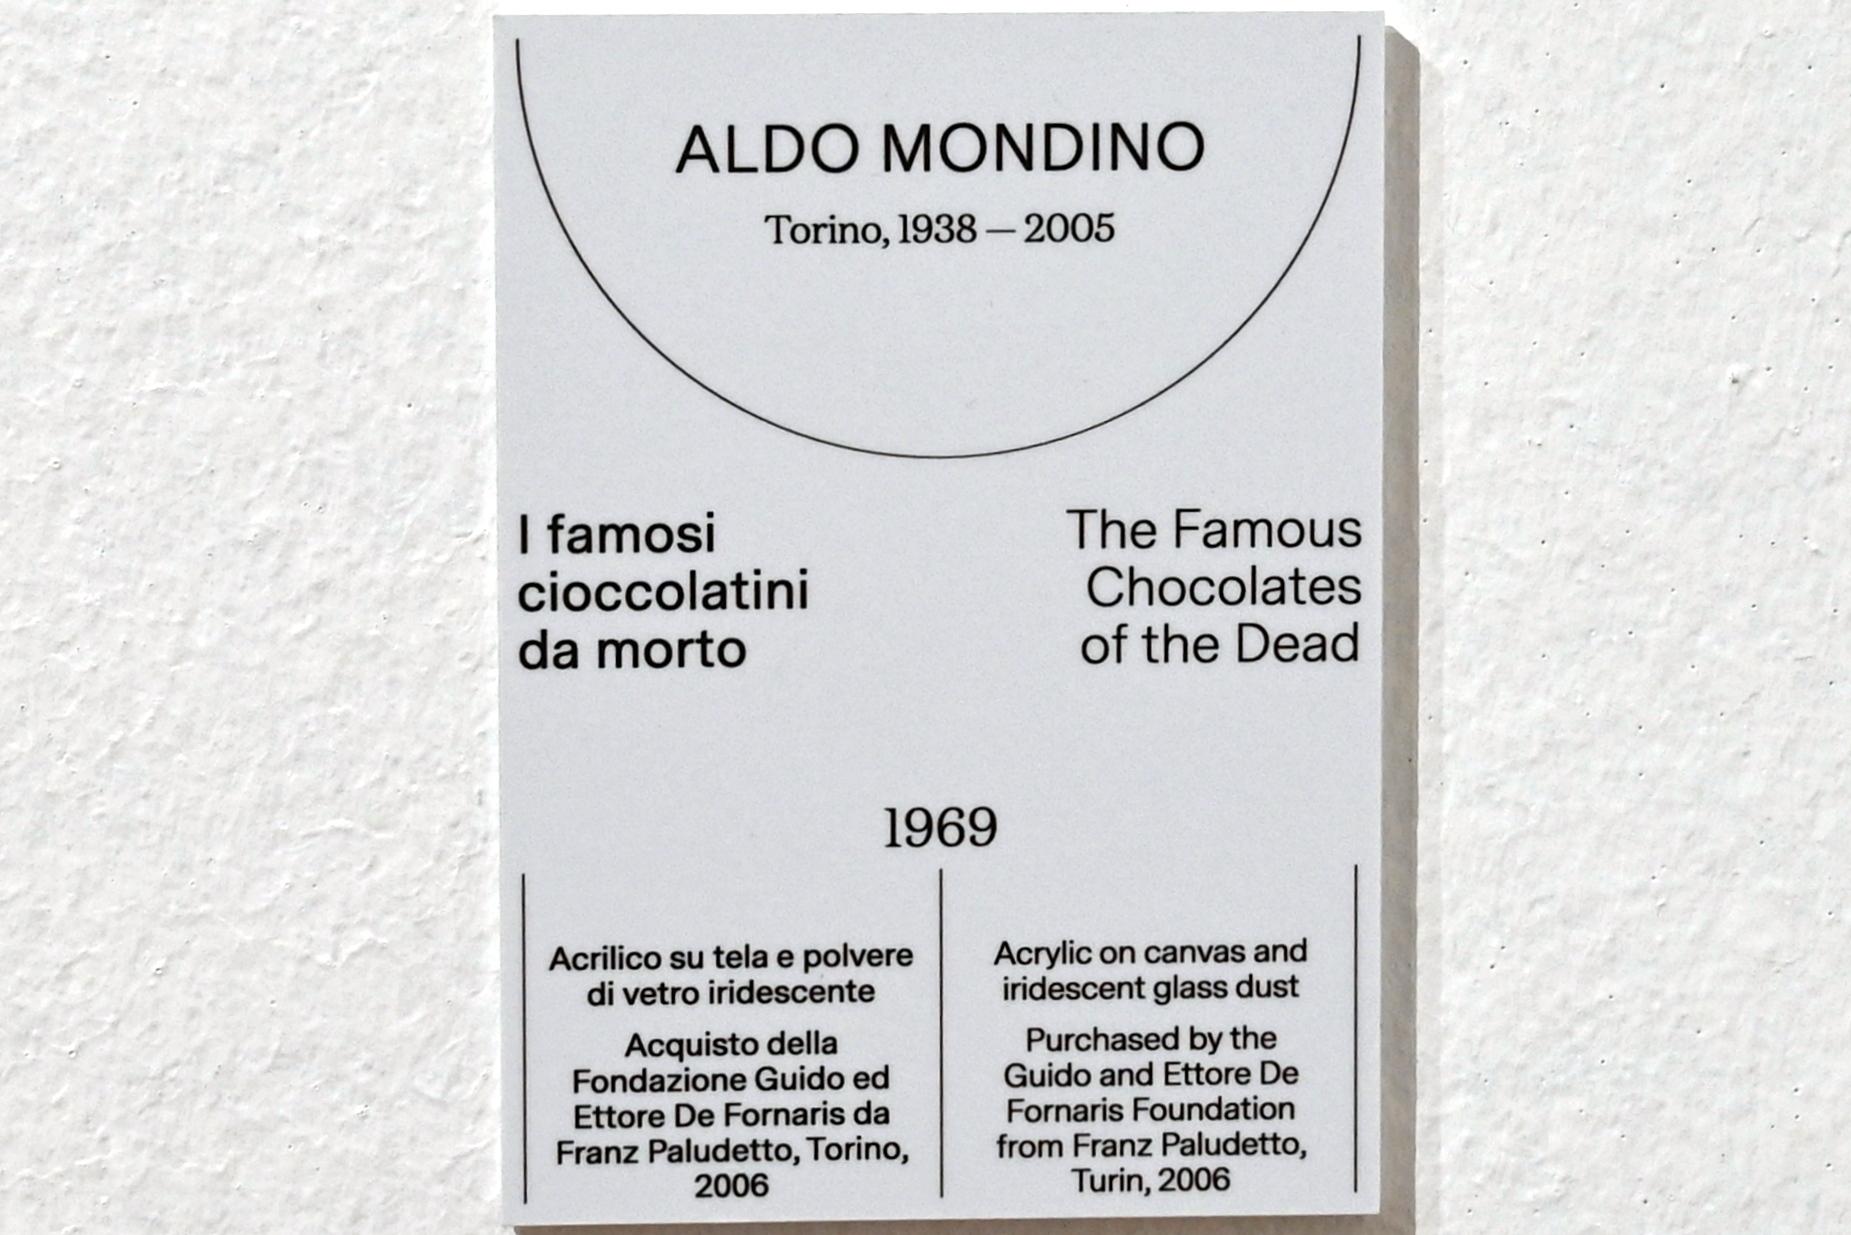 ALDO MONDINO
Torino, 1938 — 2005
I famosi
cioccolatini
da morto
The Famous
Chocolates
of the Dead
1969
Acrilico su tela e polvere
di vetro iridescente
Acquisto della
Fondazione Guido ed
Ettore De Fornaris da
Franz Paludetto, Torino,
2006
Acrylic on canvas and
iridescent glass dust
Purchased by the
Guido and Ettore De
Fornaris Foundation
from Franz Paludetto,
Turin, 2006